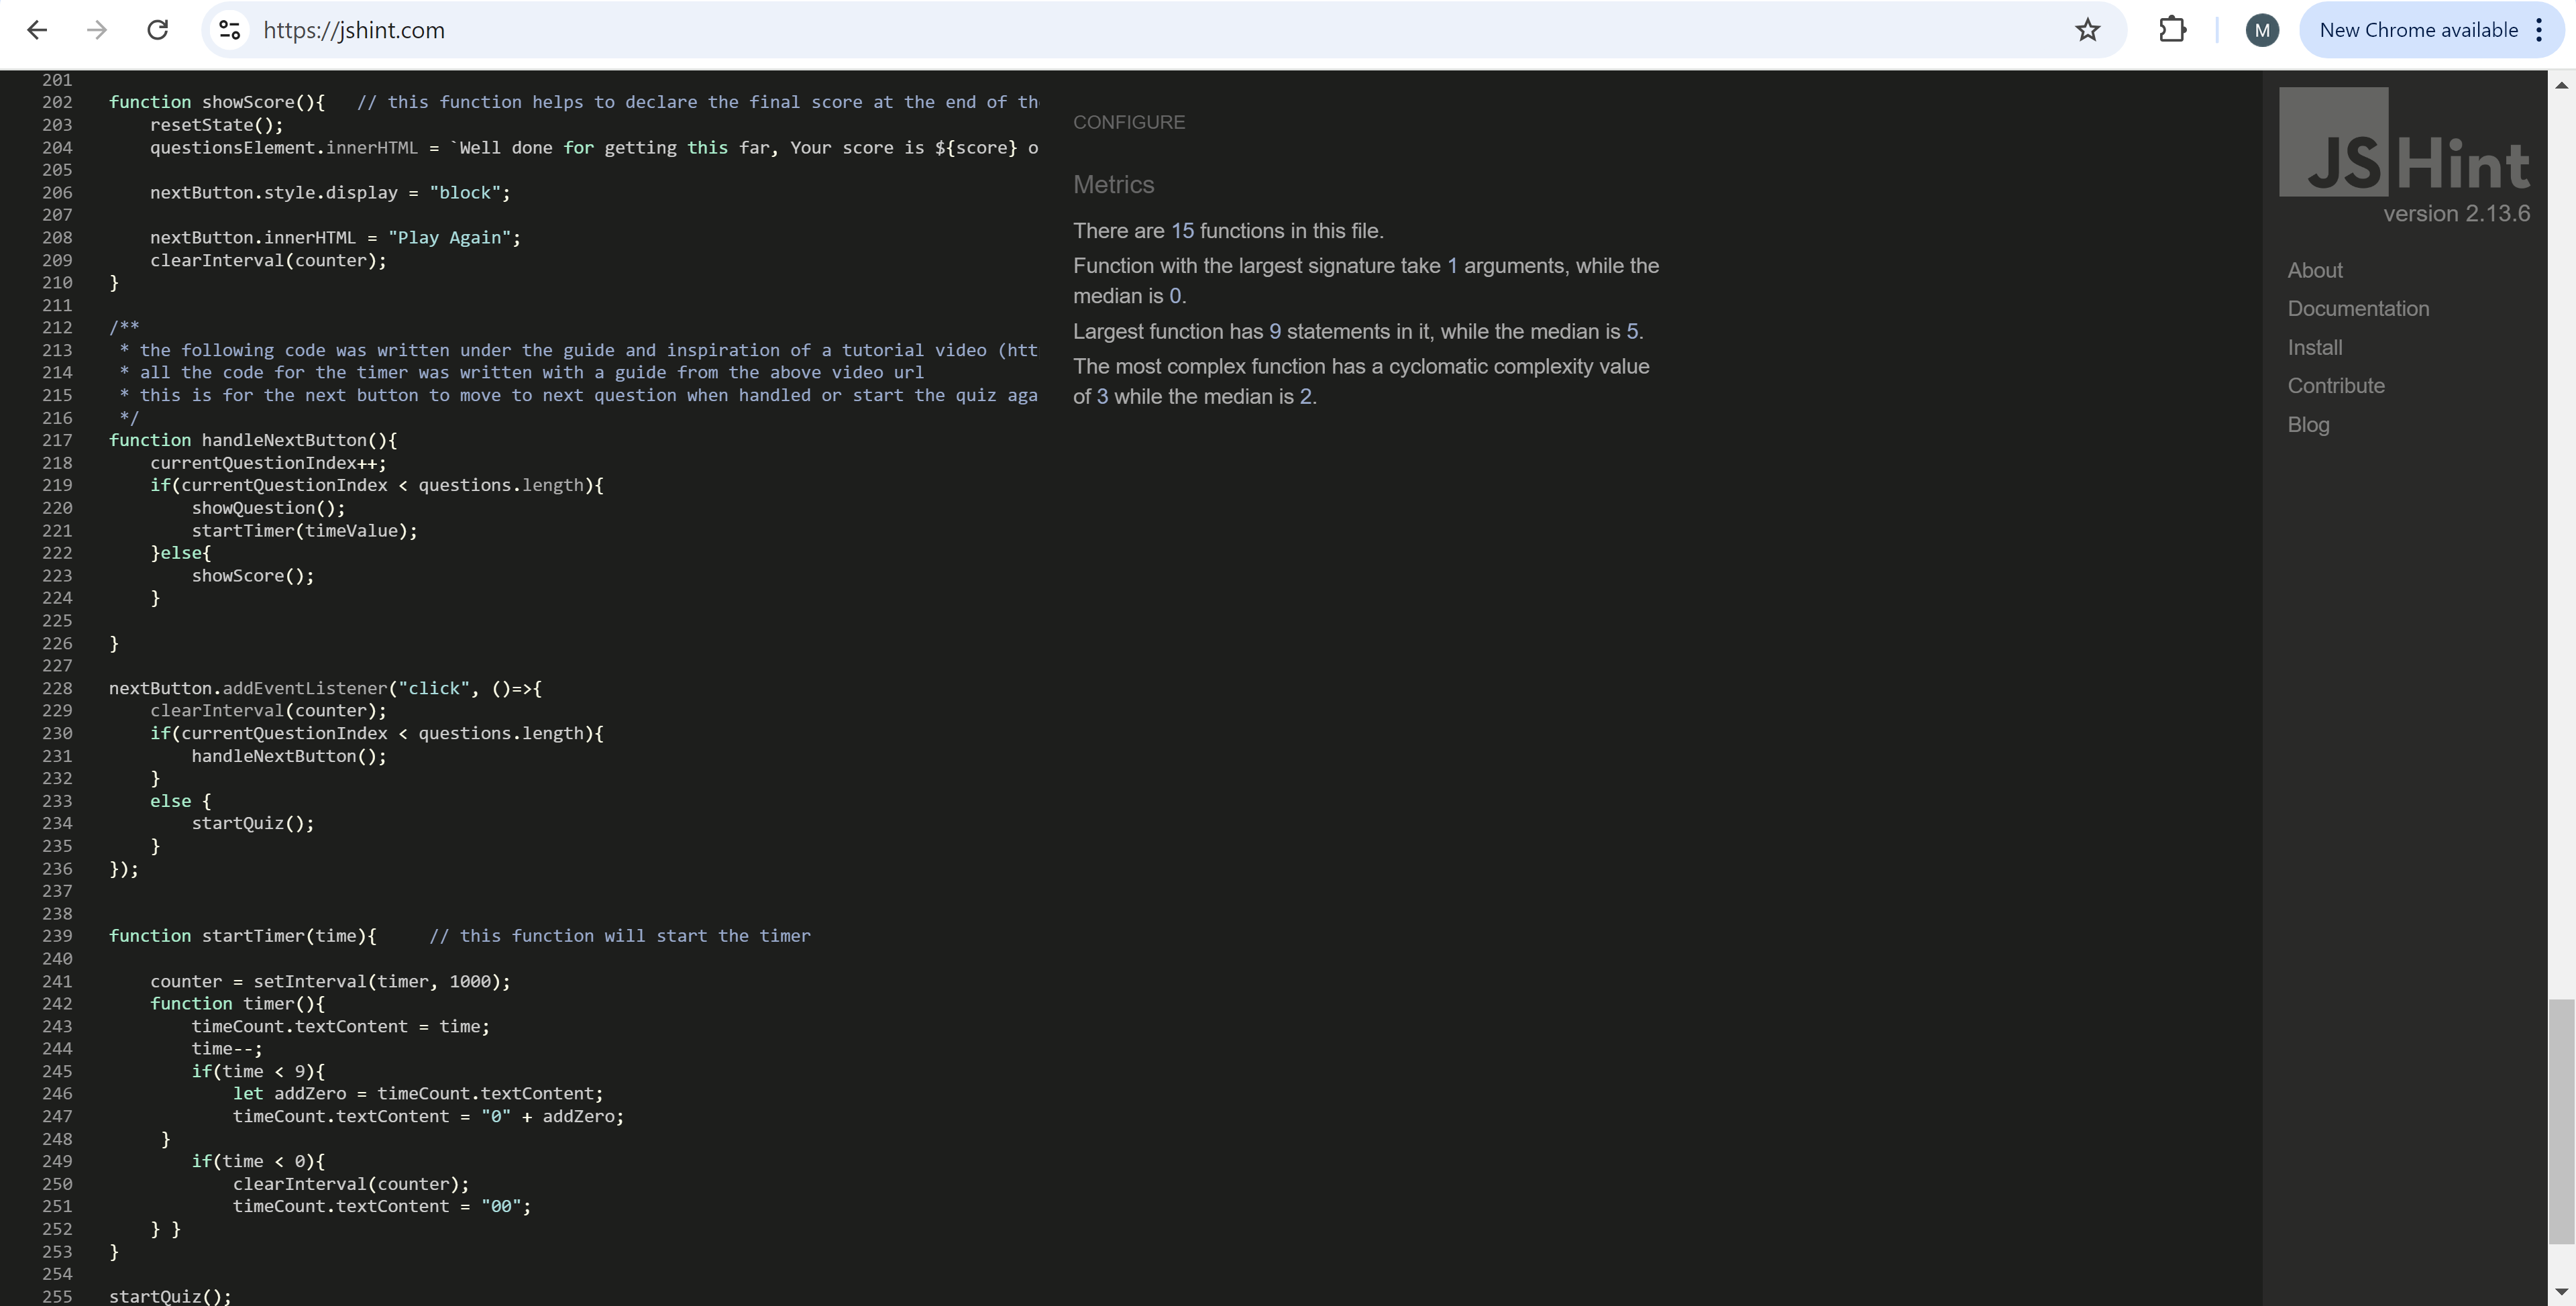 https://jshint.com
M
New Chrome available
201
202 function showScore(){   // this function helps to declare the final score at the end of the
203     resetState();
204     questionsElement.innerHTML = `Well done for getting this far, Your score is ${score} o
205
206     nextButton.style.display = "block";
207
208     nextButton.innerHTML = "Play Again";
209     clearInterval(counter);
210 }
211
212 /**
213  * the following code was written under the guide and inspiration of a tutorial video (htt
214  * all the code for the timer was written with a guide from the above video url
215  * this is for the next button to move to next question when handled or start the quiz aga
216  */
217 function handleNextButton(){
218     currentQuestionIndex++;
219     if(currentQuestionIndex < questions.length){
220         showQuestion();
221         startTimer(timeValue);
222     }else{
223         showScore();
224     }
225
226 }
227
228 nextButton.addEventListener("click", ()=>{
229     clearInterval(counter);
230     if(currentQuestionIndex < questions.length){
231         handleNextButton();
232     }
233     else {
234         startQuiz();
235     }
236 });
237
238
239 function startTimer(time){     // this function will start the timer
240
241     counter = setInterval(timer, 1000);
242     function timer(){
243         timeCount.textContent = time;
244         time--;
245         if(time < 9){
246             let addZero = timeCount.textContent;
247             timeCount.textContent = "0" + addZero;
248      }
249         if(time < 0){
250             clearInterval(counter);
251             timeCount.textContent = "00";
252     } }
253 }
254
255 startQuiz();
CONFIGURE
Metrics
There are 15 functions in this file.
Function with the largest signature take 1 arguments, while the
median is 0.
Largest function has 9 statements in it, while the median is 5.
The most complex function has a cyclomatic complexity value
of 3 while the median is 2.
JSHint
version 2.13.6
About
Documentation
Install
Contribute
Blog